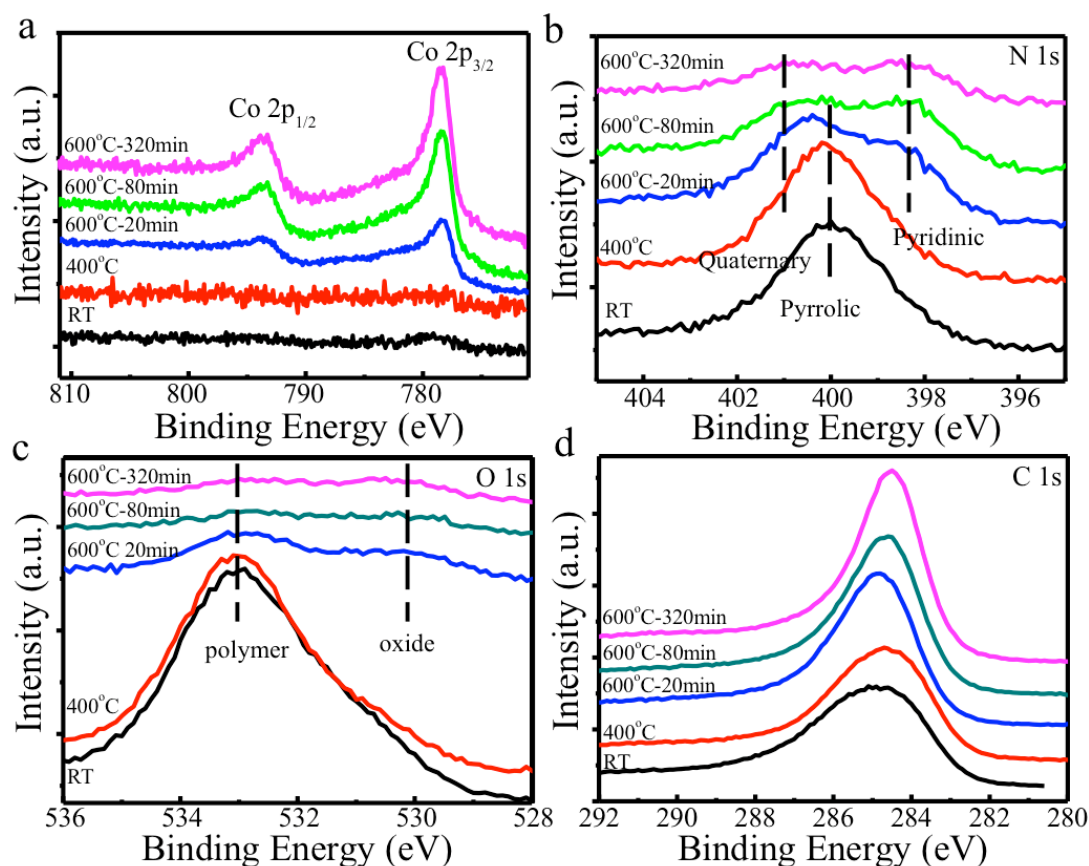 a
Co 2p3/2
Co 2p1/2
600°C-320min
600°C-80min
600°C-20min
400°C
RT
Intensity (a.u.)
810 800 790 780
Binding Energy (eV)
b
N 1s
600°C-320min
600°C-80min
600°C-20min
400°C
RT
Quaternary
Pyridinic
Pyrrolic
Intensity (a.u.)
404 402 400 398 396
Binding Energy (eV)
c
O 1s
600°C-320min
600°C-80min
600°C 20min
polymer
oxide
400°C
RT
Intensity (a.u.)
536 534 532 530 528
Binding Energy (eV)
d
C 1s
600°C-320min
600°C-80min
600°C-20min
400°C
RT
Intensity (a.u.)
292 290 288 286 284 282 280
Binding Energy (eV)